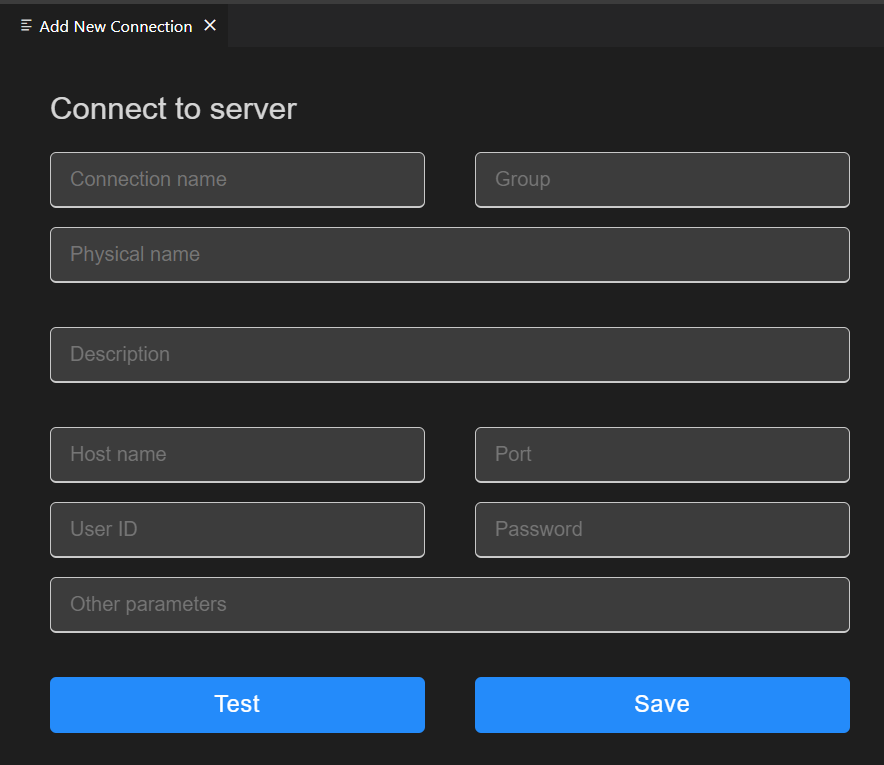 Add New Connection
Connect to server
Connection name Group
Physical name
Description
Host name Port
User ID Password
Other parameters
Test Save